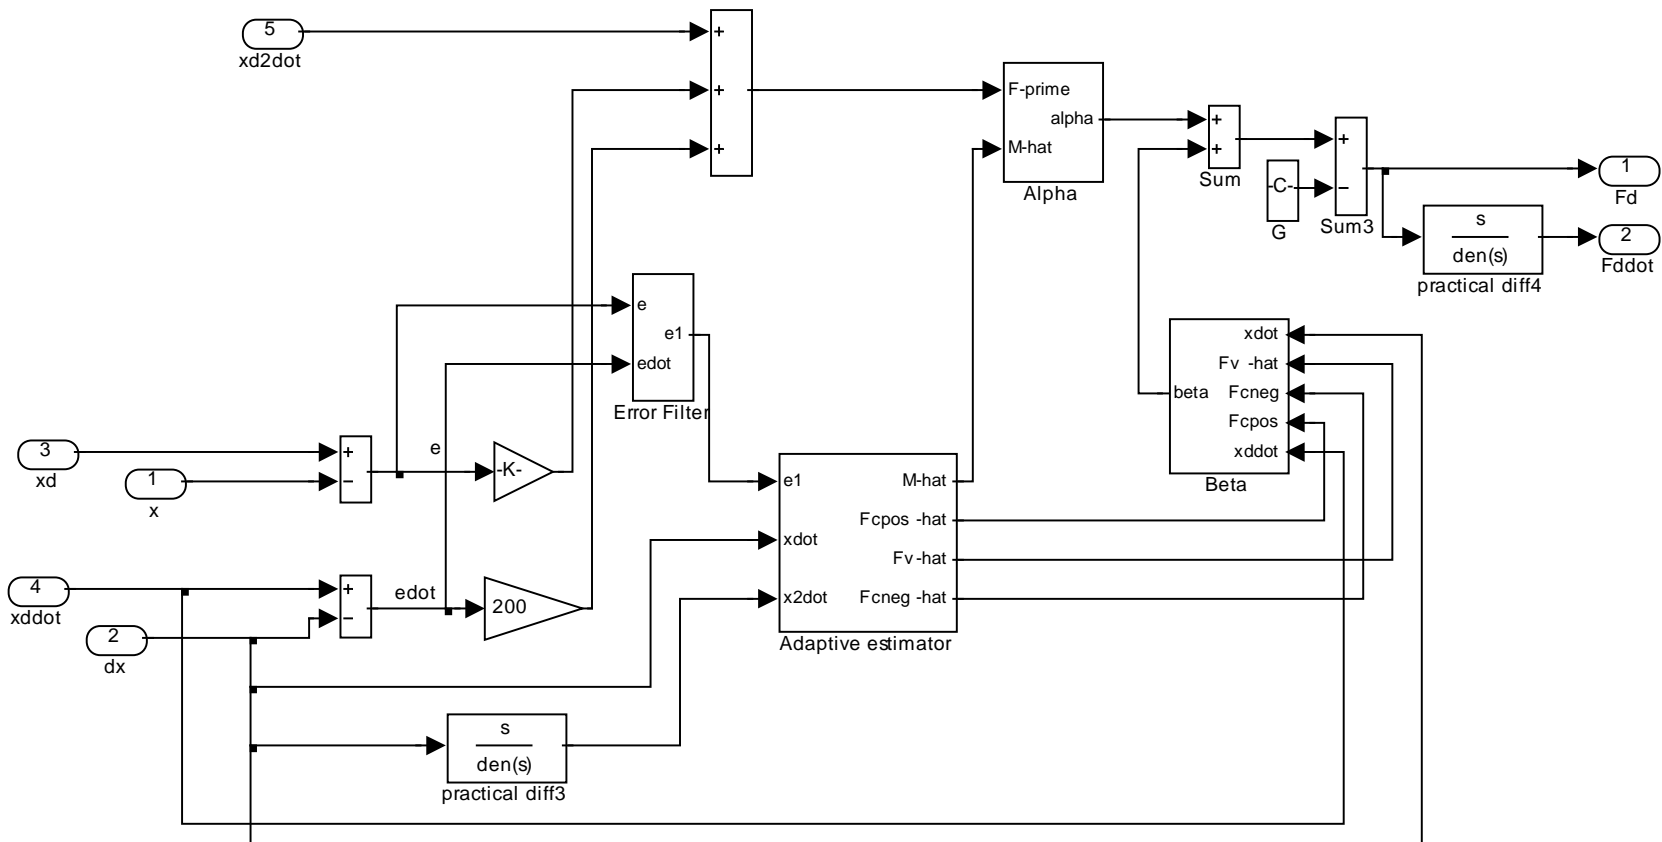 5
xd2dot
+
+
+
F-prime
alpha
M-hat
Alpha
+
+
Sum
-C-
G
+
−
Sum3
1
Fd
s
den(s)
practical diff4
2
Fddot
e
e1
edot
Error Filter
xdot
Fv -hat
beta
Fcneg
Fcpos
xddot
Beta
3
xd
1
x
+
−
e
-K-
4
xddot
2
dx
+
−
edot
200
e1
xdot
x2dot
M-hat
Fcpos -hat
Fv-hat
Fcneg -hat
Adaptive estimator
s
den(s)
practical diff3